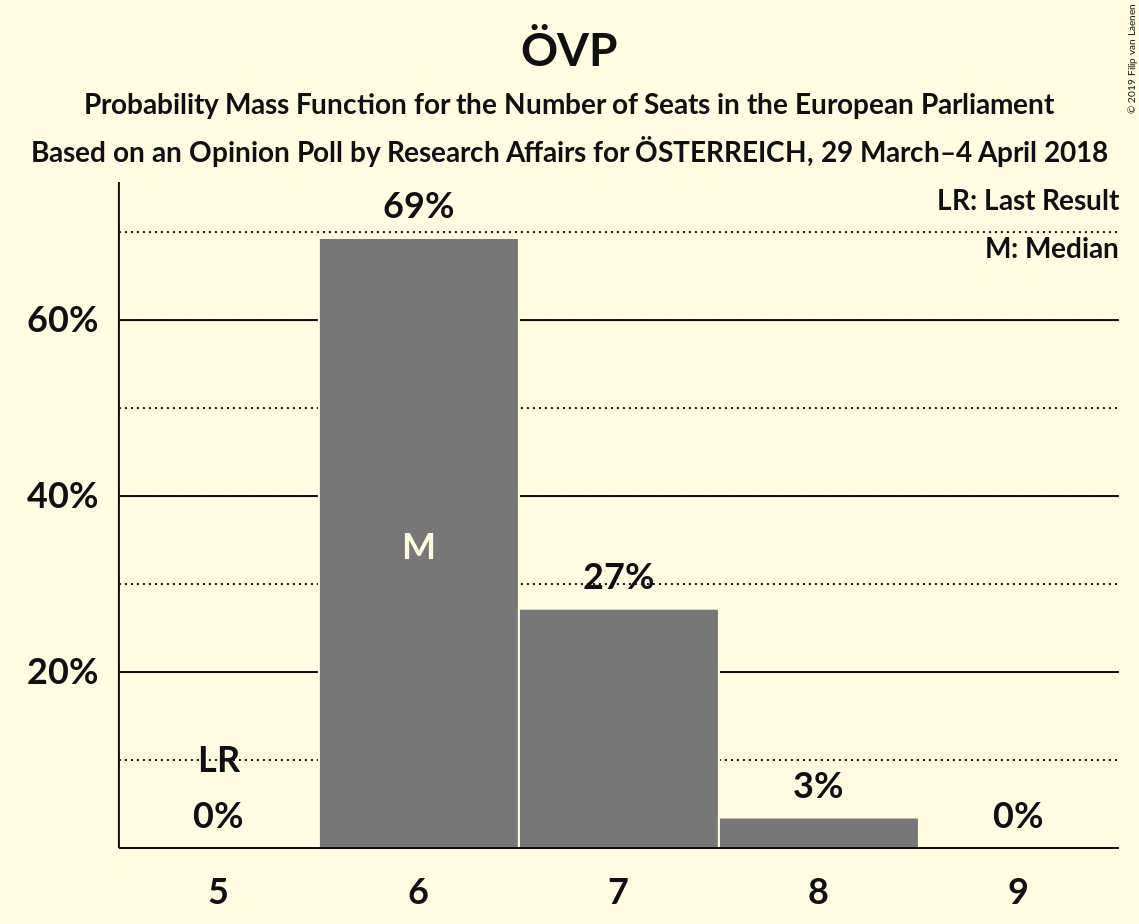 ÖVP
Probability Mass Function for the Number of Seats in the European Parliament
Based on an Opinion Poll by Research Affairs for ÖSTERREICH, 29 March–4 April 2018
© 2019 Filip van Laenen
LR: Last Result
M: Median
69%
60%
40%
20%
M
27%
LR
0%
3%
0%
5 6 7 8 9